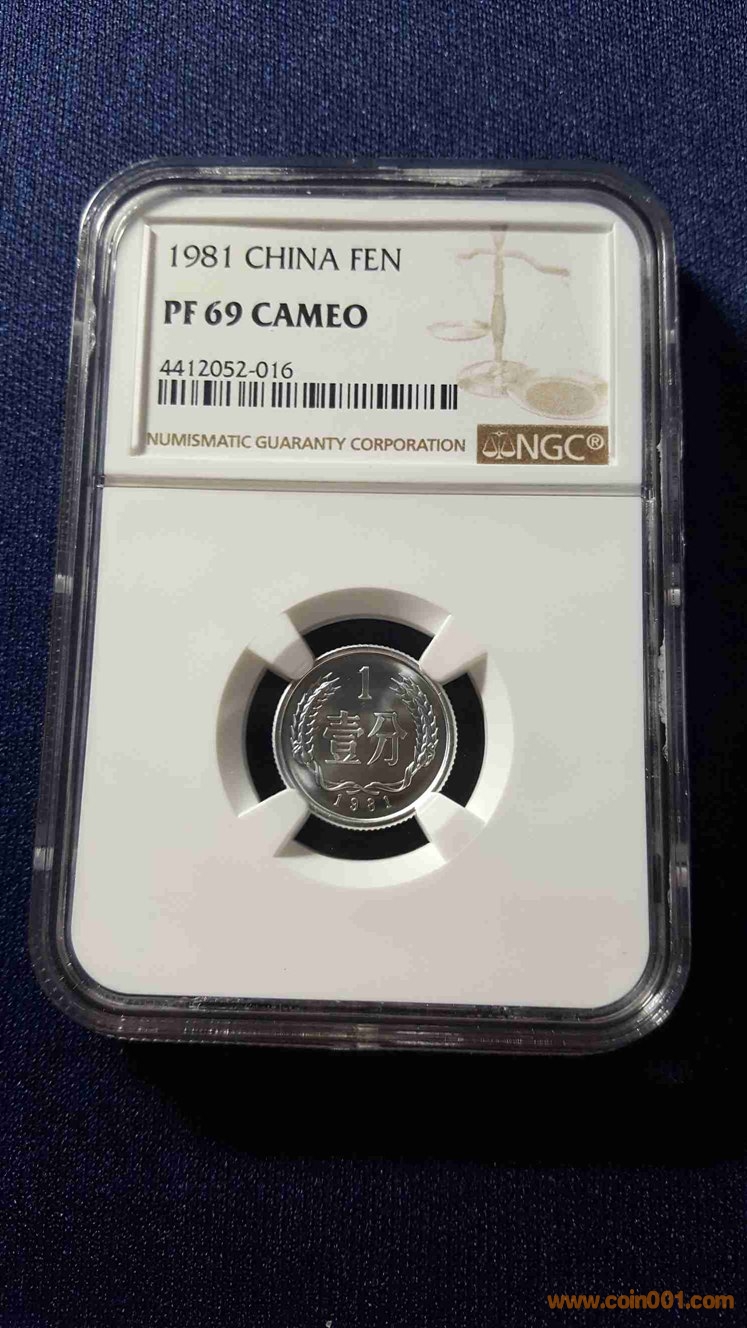 1981 CHINA FEN
PF 69 CAMEO
4412052-016
NUMISMATIC GUARANTY CORPORATION
NGC®
1
壹分
1981
www.coin001.com